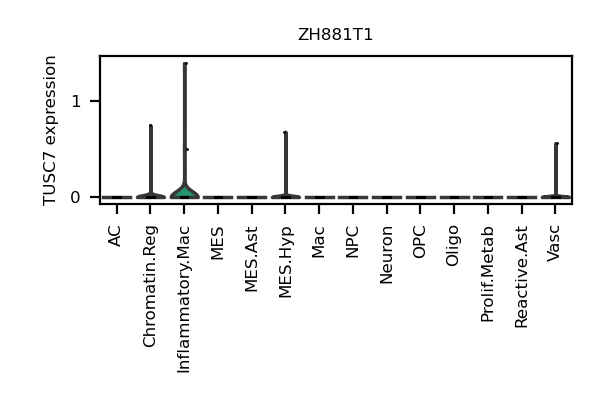 ZH881T1
TUSC7 expression
1
0
AC
Chromatin.Reg
Inflammatory.Mac
MES
MES.Ast
MES.Hyp
Mac
NPC
Neuron
OPC
Oligo
Prolif.Metab
Reactive.Ast
Vasc